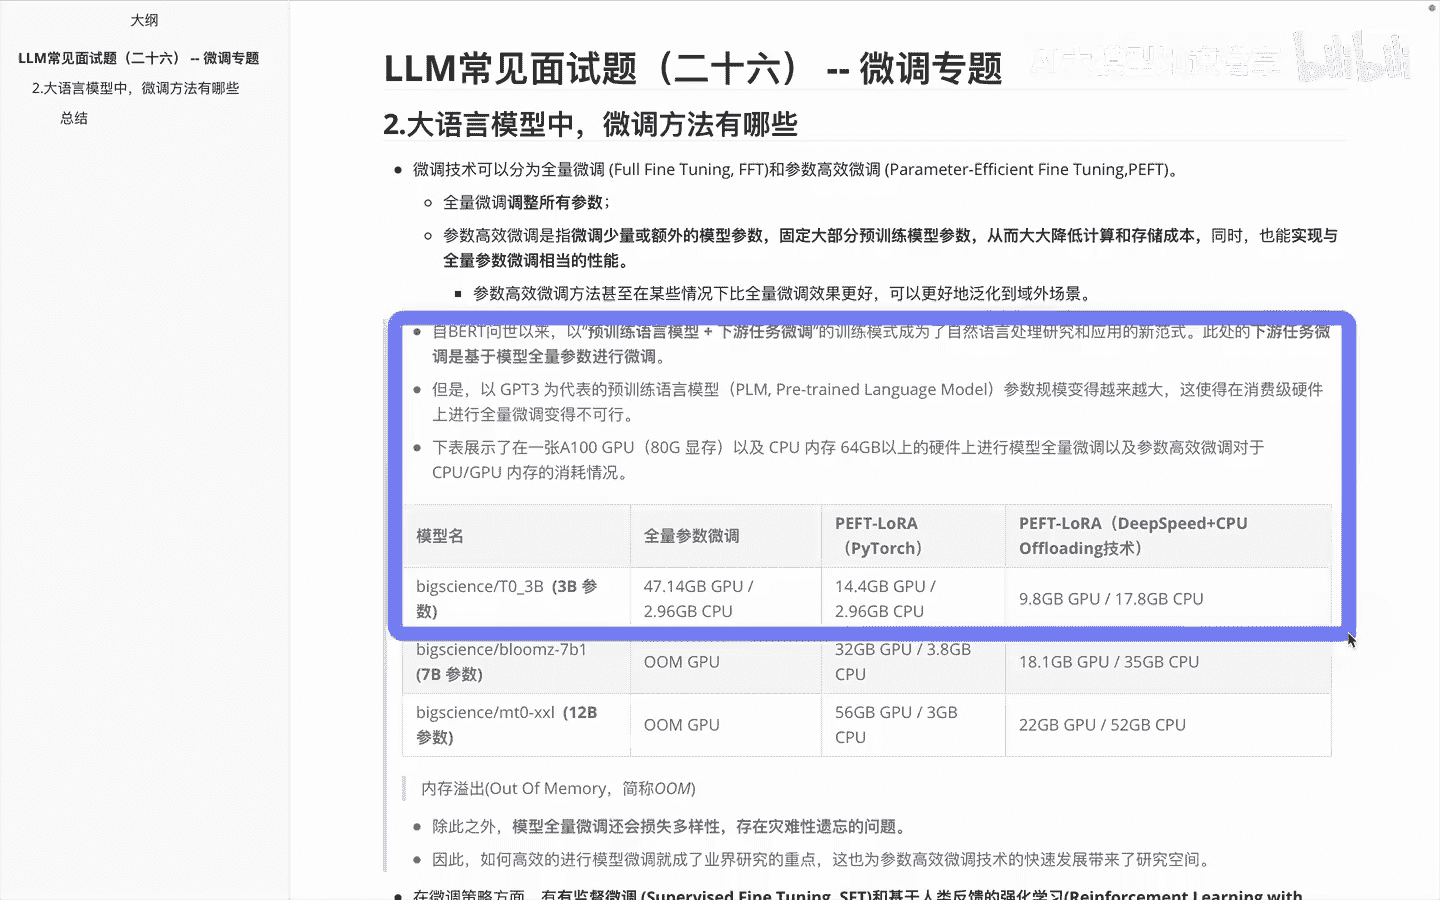 大纲
LLM常见面试题（二十六） -- 微调专题
2.大语言模型中，微调方法有哪些
总结
LLM常见面试题（二十六） -- 微调专题
2.大语言模型中，微调方法有哪些
微调技术可以分为全量微调 (Full Fine Tuning, FFT)和参数高效微调 (Parameter-Efficient Fine Tuning,PEFT)。
全量微调调整所有参数；
参数高效微调是指微调少量或额外的模型参数，固定大部分预训练模型参数，从而大大降低计算和存储成本，同时，也能实现与
全量参数微调相当的性能。
参数高效微调方法甚至在某些情况下比全量微调效果更好，可以更好地泛化到域外场景。
自BERT问世以来，以“预训练语言模型 + 下游任务微调”的训练模式成为了自然语言处理研究和应用的新范式。此处的下游任务微
调是基于模型全量参数进行微调。
但是，以 GPT3 为代表的预训练语言模型（PLM, Pre-trained Language Model）参数规模变得越来越大，这使得在消费级硬件
上进行全量微调变得不可行。
下表展示了在一张A100 GPU（80G 显存）以及 CPU 内存 64GB以上的硬件上进行模型全量微调以及参数高效微调对于
CPU/GPU 内存的消耗情况。
模型名 全量参数微调 PEFT-LoRA（PyTorch） PEFT-LoRA（DeepSpeed+CPU Offloading技术）
bigscience/T0_3B (3B 参数) 47.14GB GPU / 2.96GB CPU 14.4GB GPU / 2.96GB CPU 9.8GB GPU / 17.8GB CPU
bigscience/bloomz-7b1 (7B 参数) OOM GPU 32GB GPU / 3.8GB CPU 18.1GB GPU / 35GB CPU
bigscience/mt0-xxl (12B 参数) OOM GPU 56GB GPU / 3GB CPU 22GB GPU / 52GB CPU
内存溢出(Out Of Memory，简称OOM)
除此之外，模型全量微调还会损失多样性，存在灾难性遗忘的问题。
因此，如何高效的进行模型微调就成了业界研究的重点，这也为参数高效微调技术的快速发展带来了研究空间。
在微调策略方面，有有监督微调 (Supervised Fine Tuning, SFT)和基于人类反馈的强化学习(Reinforcement Learning with